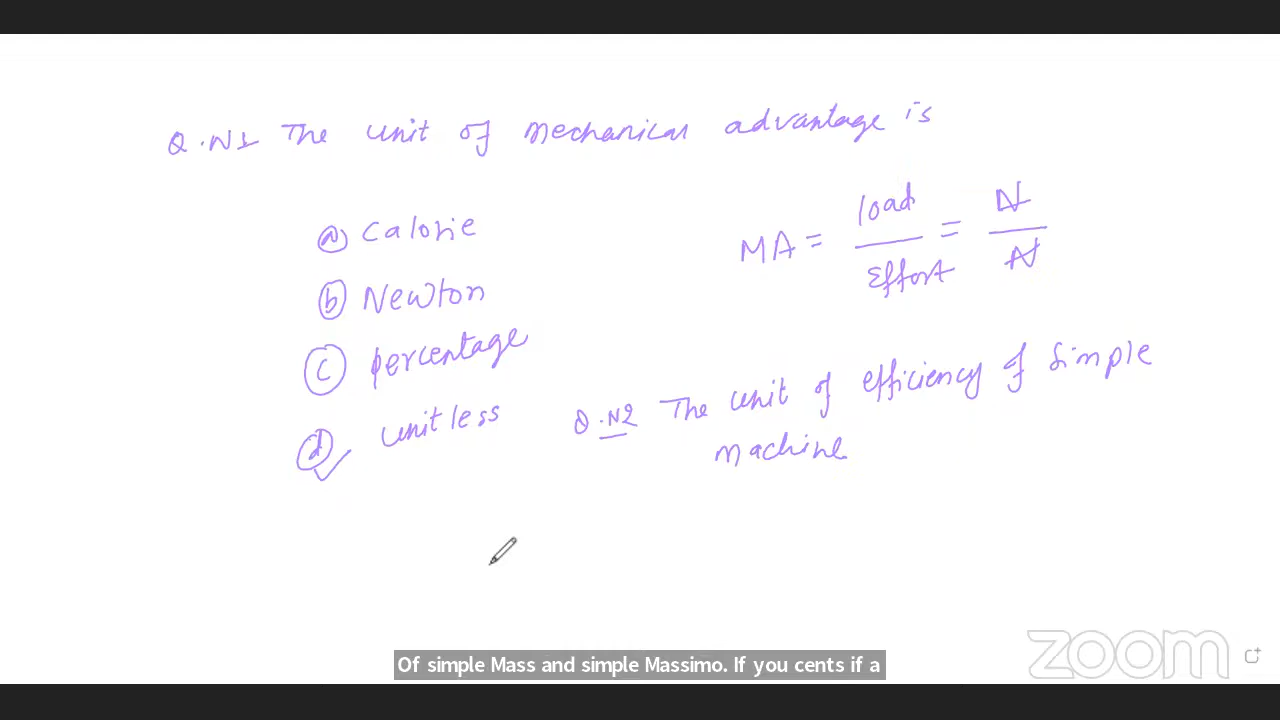 Q.N1 The unit of mechanical advantage is
a calorie
b Newton
c percentage
d unitless
MA = load / Effort = N / N
Q.N2 The unit of efficiency of simple
machine
zoom
Of simple Mass and simple Massimo. If you cents if a